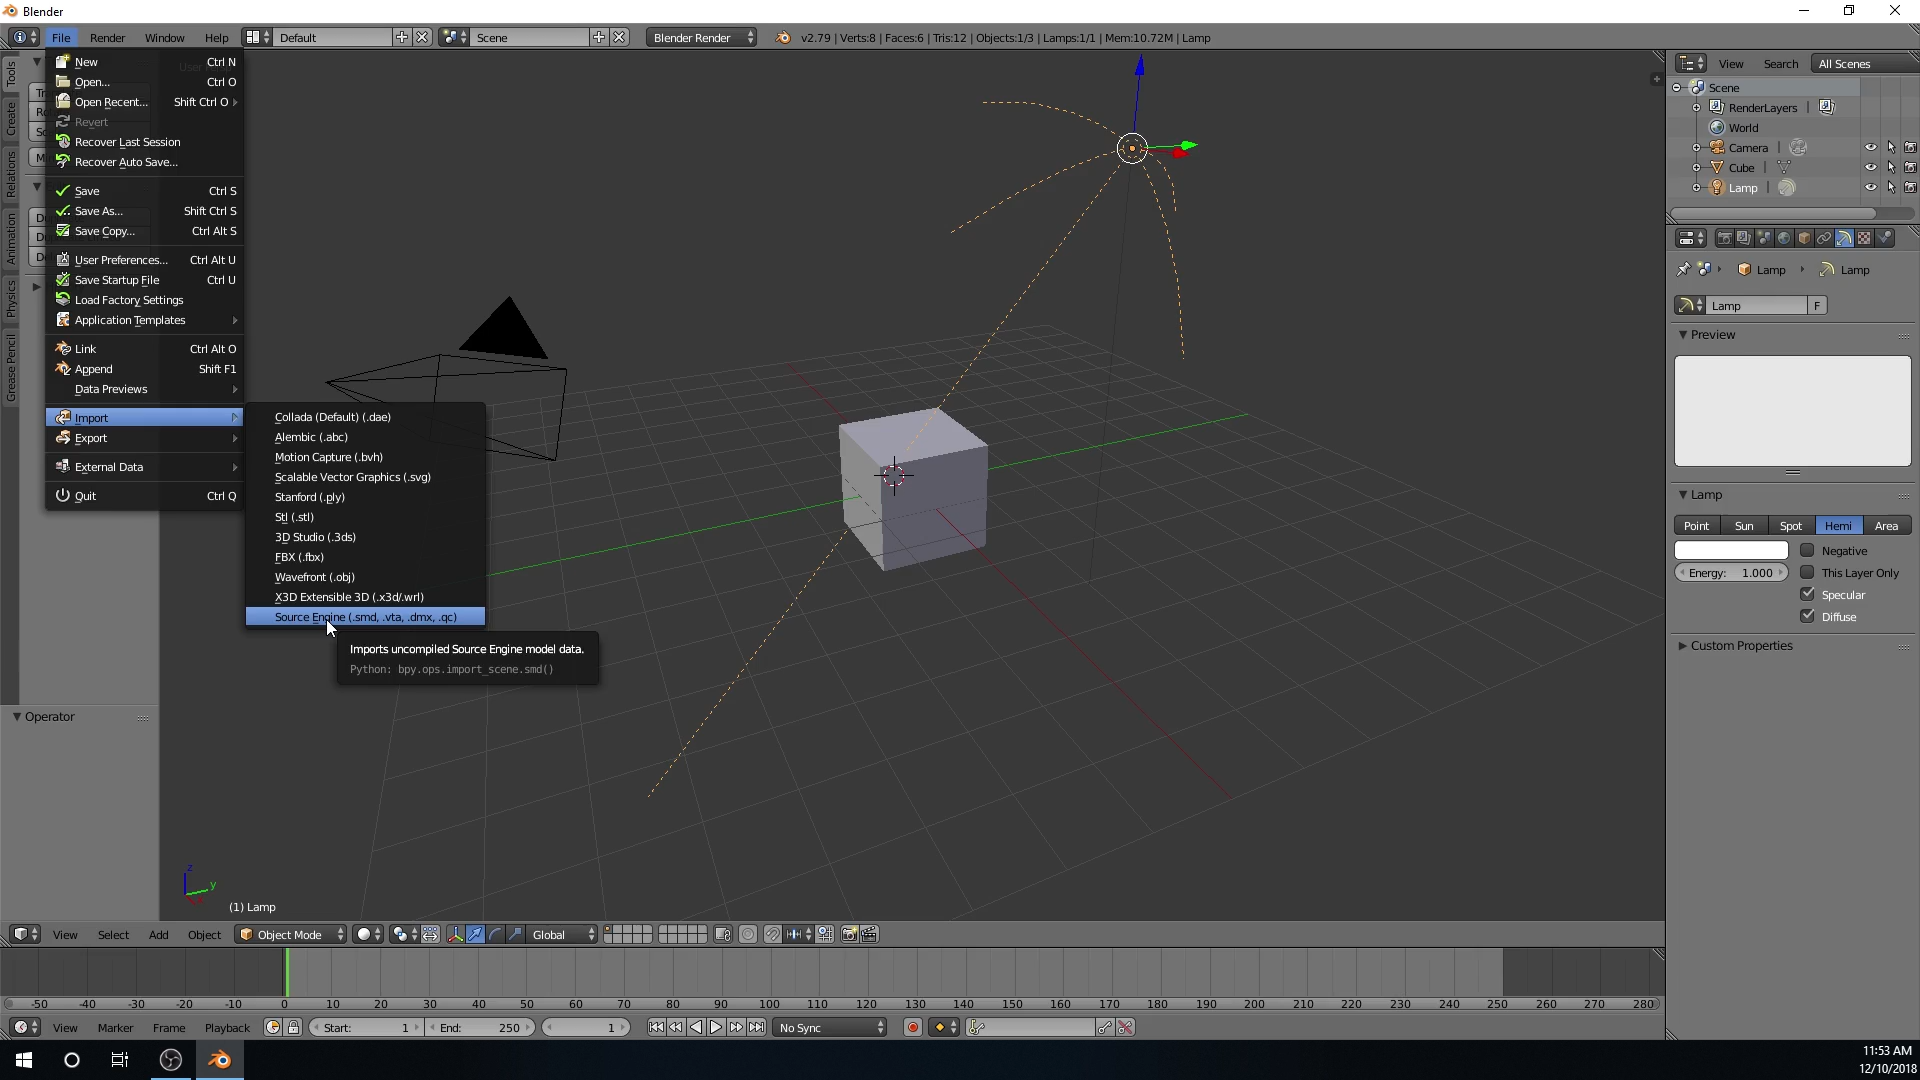 Blender
File Render Window Help Default Scene Blender Render v2.79 | Verts:8 | Faces:6 | Tris:12 | Objects:1/3 | Lamps:1/1 | Mem:10.72M | Lamp
New Ctrl N
Open... Ctrl O
Open Recent... Shift Ctrl O
Revert
Recover Last Session
Recover Auto Save...
Save Ctrl S
Save As... Shift Ctrl S
Save Copy... Ctrl Alt S
User Preferences... Ctrl Alt U
Save Startup File Ctrl U
Load Factory Settings
Application Templates
Link Ctrl Alt O
Append Shift F1
Data Previews
Import
Export
External Data
Quit Ctrl Q
Collada (Default) (.dae)
Alembic (.abc)
Motion Capture (.bvh)
Scalable Vector Graphics (.svg)
Stanford (.ply)
Stl (.stl)
3D Studio (.3ds)
FBX (.fbx)
Wavefront (.obj)
X3D Extensible 3D (.x3d/.wrl)
Source Engine (.smd, .vta, .dmx, .qc)
Imports uncompiled Source Engine model data.
Python: bpy.ops.import_scene.smd()
Tools
Create
Relations
Animation
Physics
Grease Pencil
Operator
z
y
(1) Lamp
View Search All Scenes
Scene
RenderLayers |
World
Camera |
Cube |
Lamp |
Lamp Lamp
Lamp F
Preview
Lamp
Point Sun Spot Hemi Area
Negative
Energy: 1.000 This Layer Only
Specular
Diffuse
Custom Properties
View Select Add Object Object Mode Global
-50 -40 -30 -20 -10 0 10 20 30 40 50 60 70 80 90 100 110 120 130 140 150 160 170 180 190 200 210 220 230 240 250 260 270 280
View Marker Frame Playback Start: 1 End: 250 1 No Sync
11:53 AM
12/10/2018